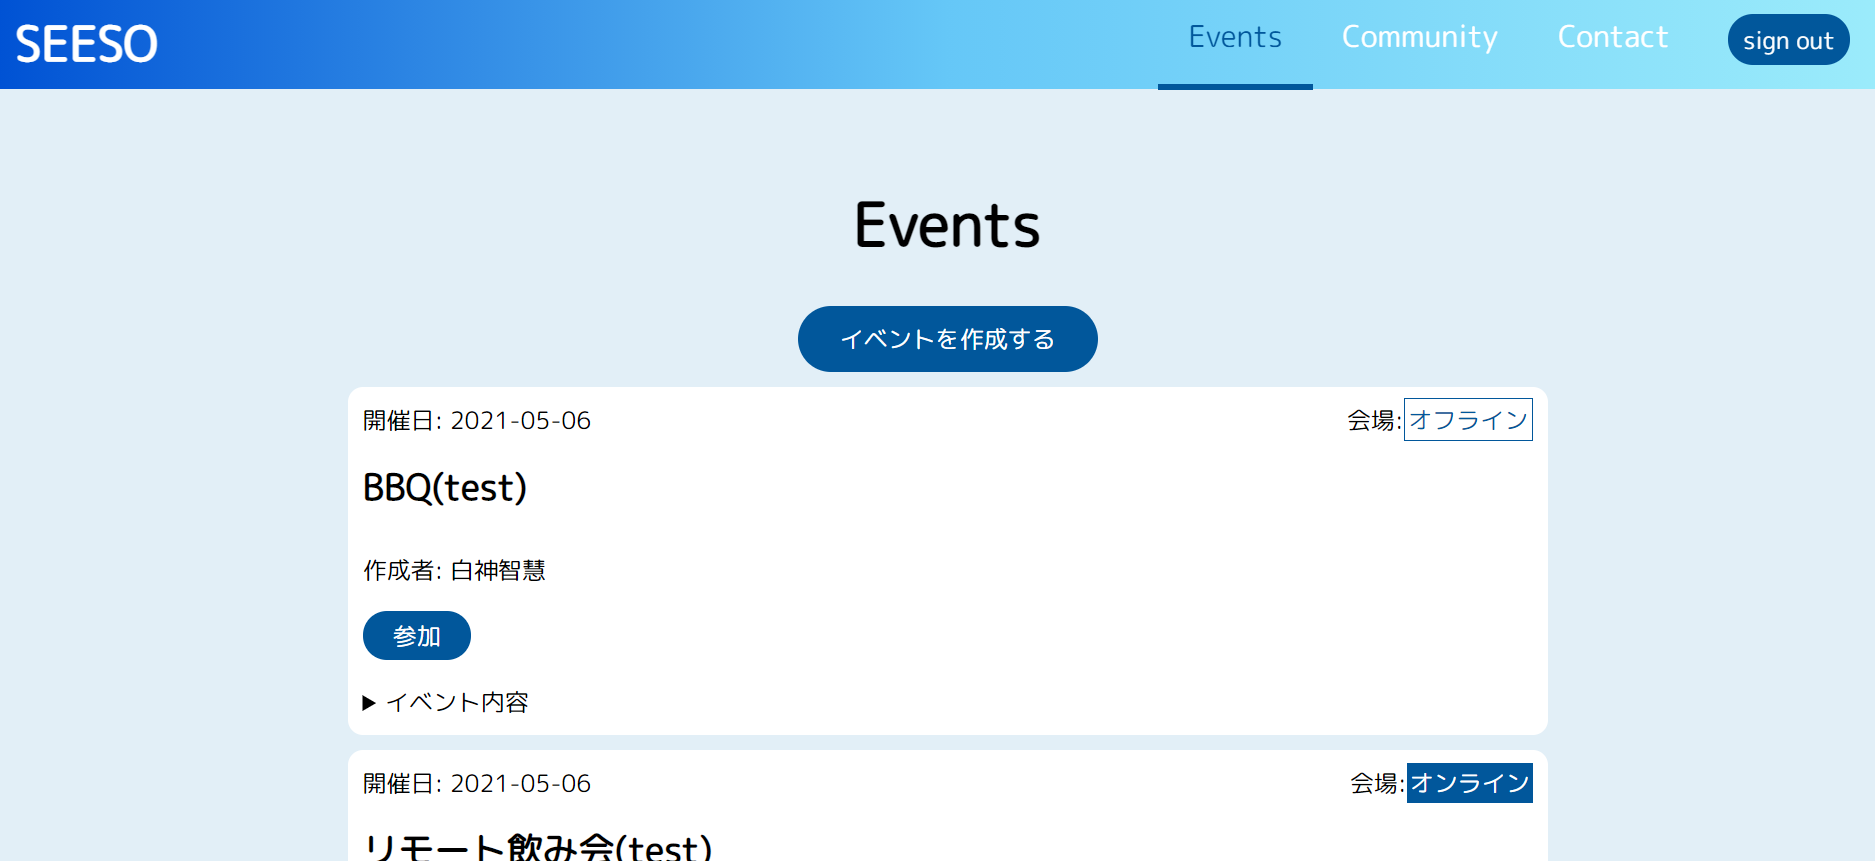 SEESO
Events
Community
Contact
sign out
Events
イベントを作成する
開催日: 2021-05-06
会場:オフライン
BBQ(test)
作成者: 白神智慧
参加
▶ イベント内容
開催日: 2021-05-06
会場:オンライン
リモート飲み会(test)